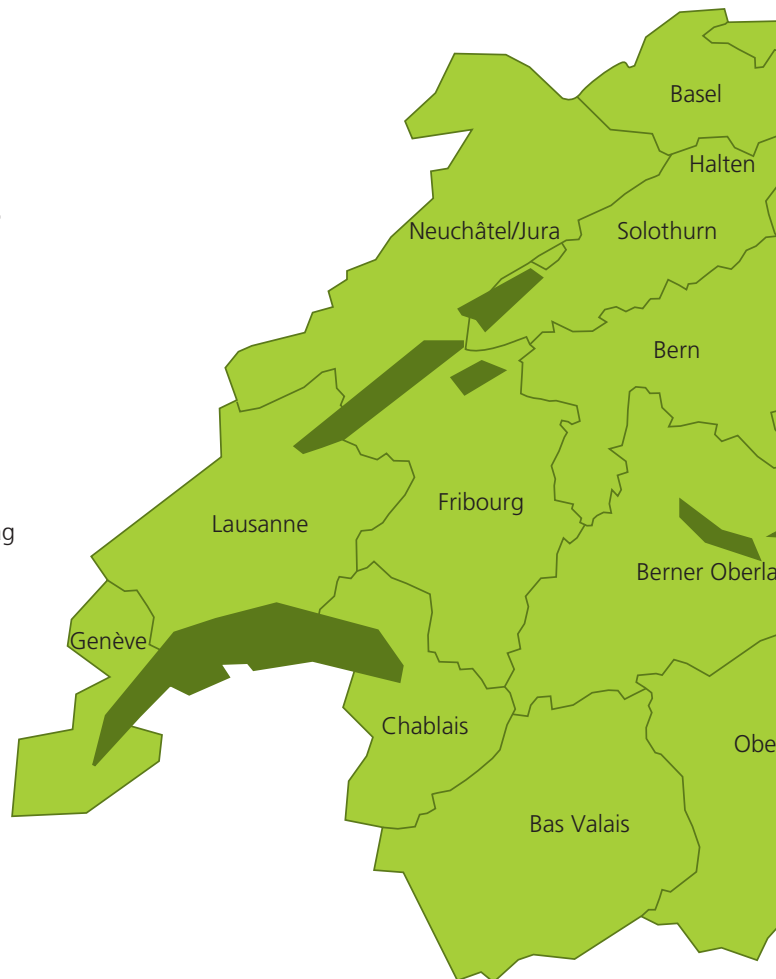 Basel
Halten
Neuchâtel/Jura
Solothurn
Bern
Fribourg
Lausanne
Berner Oberla
Genève
Chablais
Obe
Bas Valais